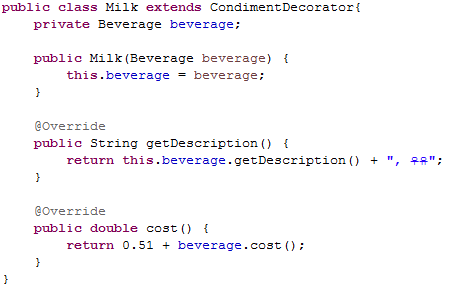 public class Milk extends CondimentDecorator{
private Beverage beverage;
public Milk(Beverage beverage) {
this.beverage = beverage;
}
@Override
public String getDescription() {
return this.beverage.getDescription() + ", 우유";
}
@Override
public double cost() {
return 0.51 + beverage.cost();
}
}